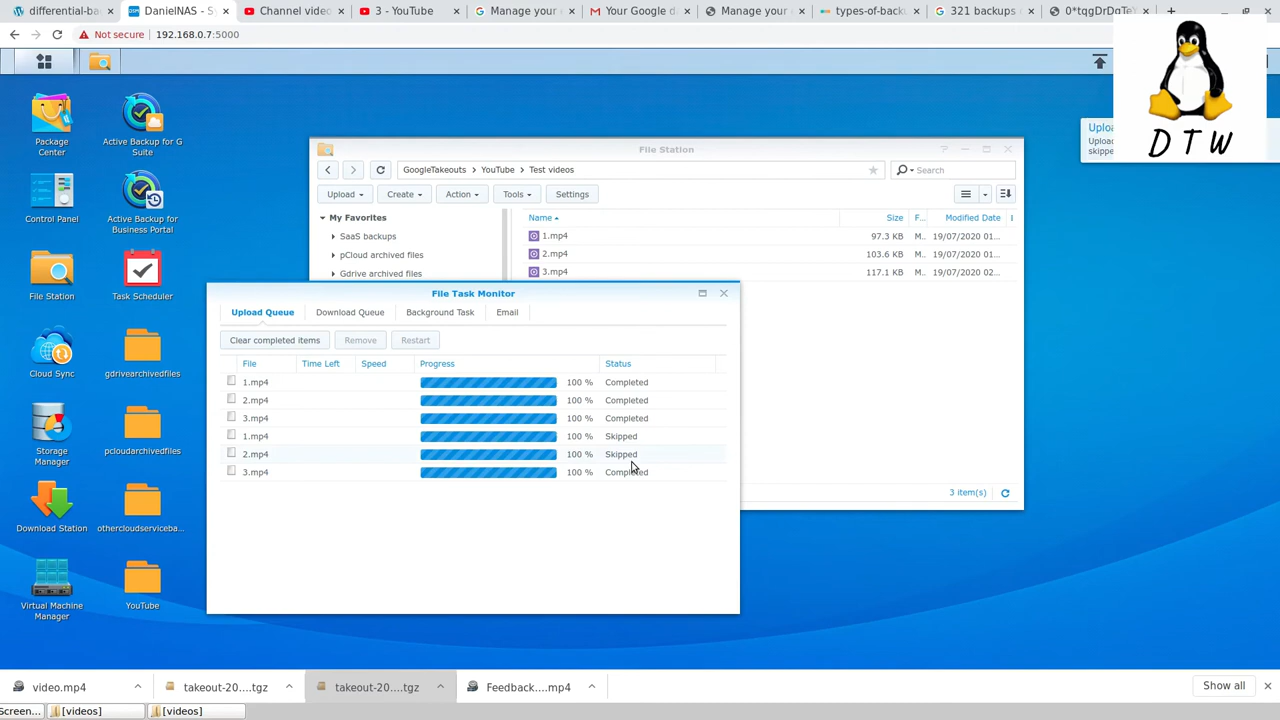 differential-ba
DanielNAS - Sy
Channel video
3 - YouTube
Manage your
Your Google d
Manage your
types-of-back
321 backups
0*tqgDrDqTeY
Not secure 192.168.0.7:5000
Package Center
Active Backup for G Suite
Control Panel
Active Backup for Business Portal
File Station
Task Scheduler
Cloud Sync
gdrivearchivedfiles
Storage Manager
pcloudarchivedfiles
Download Station
othercloudserviceba...
Virtual Machine Manager
YouTube
DTW
Uploa
Upload
skippe
File Station
GoogleTakeouts YouTube Test videos
Search
Upload Create Action Tools Settings
My Favorites
SaaS backups
pCloud archived files
Gdrive archived files
Name Size F... Modified Date
1.mp4 97.3 KB M... 19/07/2020 01...
2.mp4 103.6 KB M... 19/07/2020 01...
3.mp4 117.1 KB M... 19/07/2020 02...
3 item(s)
File Task Monitor
Upload Queue Download Queue Background Task Email
Clear completed items Remove Restart
File Time Left Speed Progress Status
1.mp4 100 % Completed
2.mp4 100 % Completed
3.mp4 100 % Completed
1.mp4 100 % Skipped
2.mp4 100 % Skipped
3.mp4 100 % Completed
video.mp4
takeout-20....tgz
takeout-20....tgz
Feedback....mp4
Show all
Screen...
[videos]
[videos]